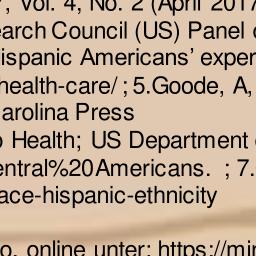 , Vol. 4, No. 2 (April 2017
earch Council (US) Panel
ispanic Americans’ exper
health-care/ ; 5.Goode, A,
arolina Press
Health; US Department
entral%20Americans. ; 7.
ace-hispanic-ethnicity
o, online unter: https://mi